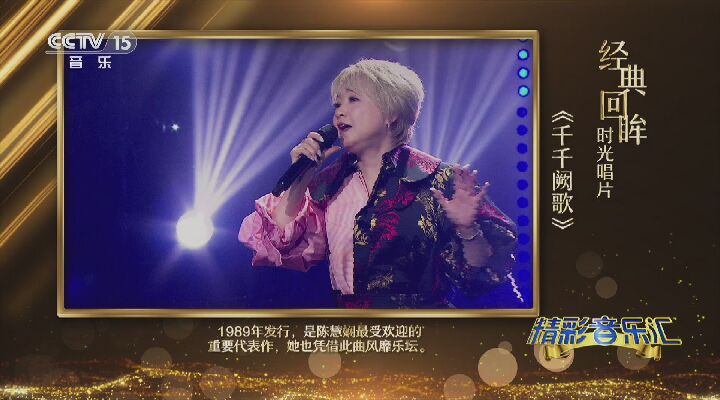 CCTV 15
音乐
经典回眸
时光唱片
《千千阙歌》
1989年发行，是陈慧娴最受欢迎的
重要代表作，她也凭借此曲风靡乐坛。
精彩音乐汇